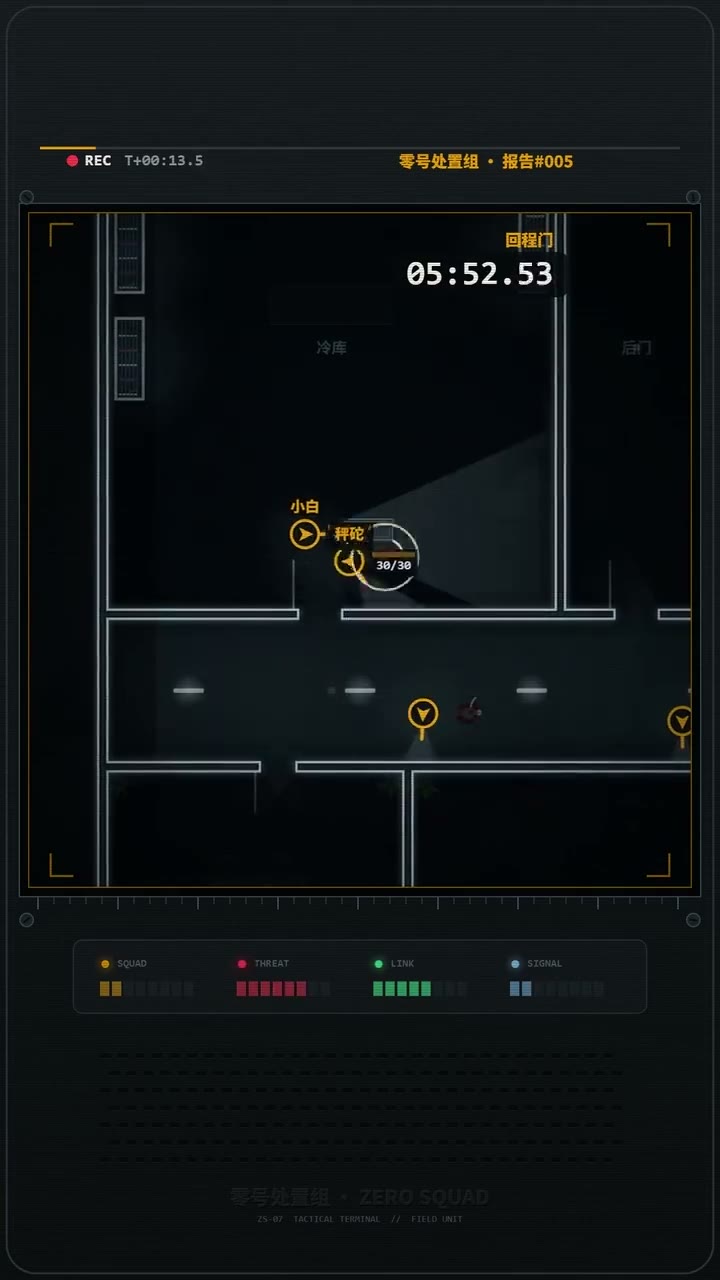 REC T+00:13.5
零号处置组 • 报告#005
回程门
05:52.53
冷库
后门
小白
秤砣
30/30
SQUAD
THREAT
LINK
SIGNAL
零号处置组 • ZERO SQUAD
ZS-07 TACTICAL TERMINAL // FIELD UNIT